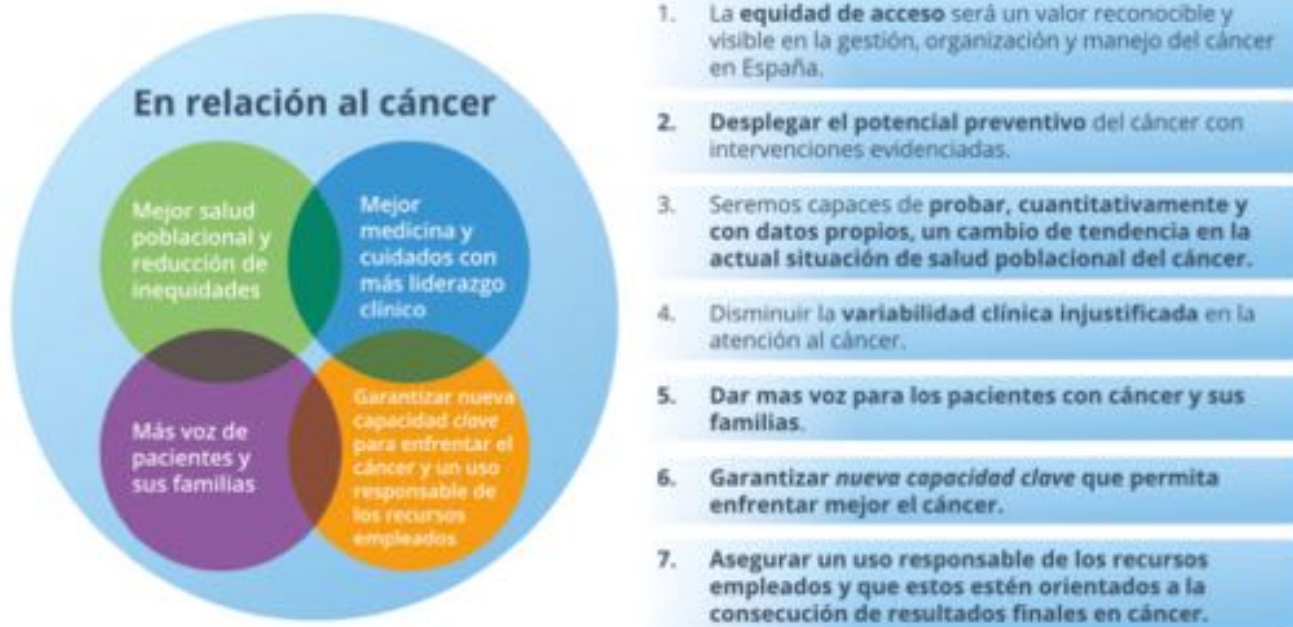 En relación al cáncer
Mejor salud
poblacional y
reducción de
inequidades
Mejor
medicina y
cuidados con
más liderazgo
clínico
Más voz de
pacientes y
sus familias
Garantizar nueva
capacidad clave
para enfrentar el
cáncer y un uso
responsable de
los recursos
empleados
1. La equidad de acceso será un valor reconocible y
visible en la gestión, organización y manejo del cáncer
en España.
2. Desplegar el potencial preventivo del cáncer con
intervenciones evidenciadas.
3. Seremos capaces de probar, cuantitativamente y
con datos propios, un cambio de tendencia en la
actual situación de salud poblacional del cáncer.
4. Disminuir la variabilidad clínica injustificada en la
atención al cáncer.
5. Dar mas voz para los pacientes con cáncer y sus
familias.
6. Garantizar nueva capacidad clave que permita
enfrentar mejor el cáncer.
7. Asegurar un uso responsable de los recursos
empleados y que estos estén orientados a la
consecución de resultados finales en cáncer.